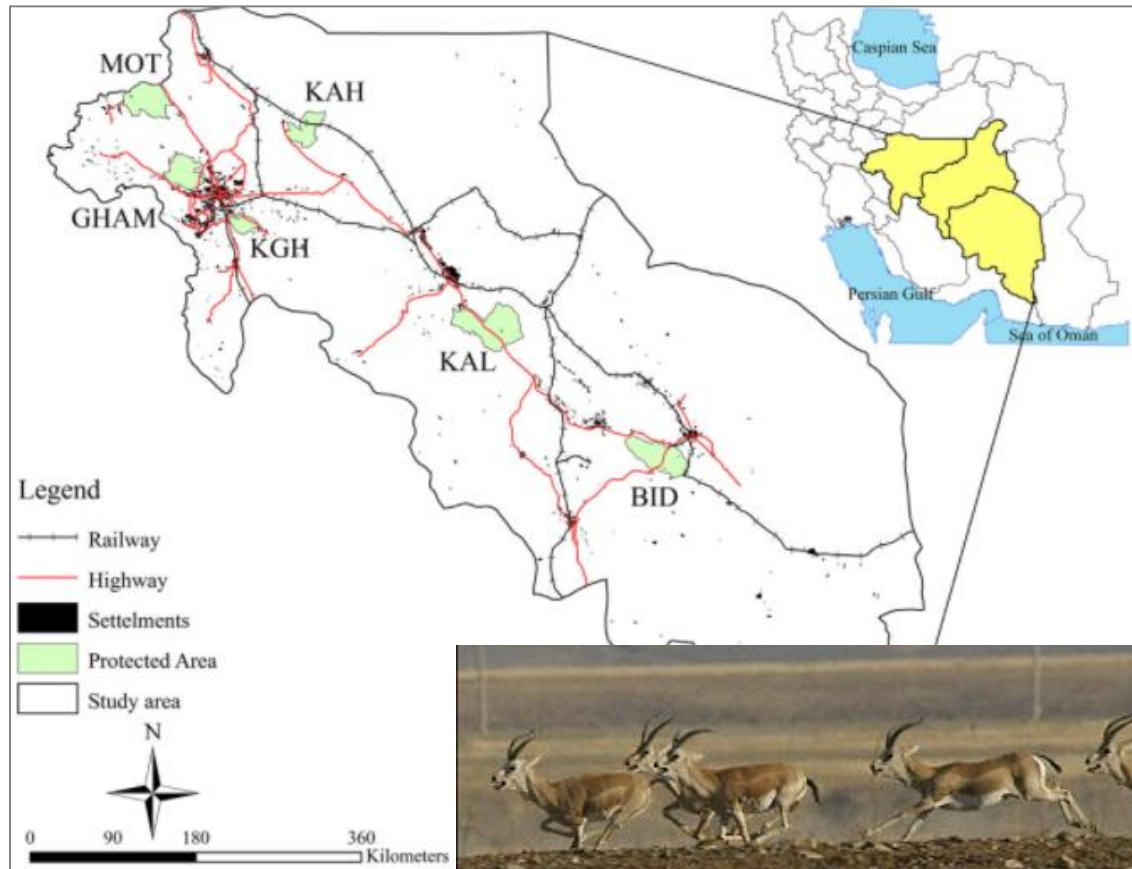 MOT
KAH
GHAM
KGH
KAL
BID
Caspian Sea
Persian Gulf
Sea of Oman
Legend
Railway
Highway
Settelments
Protected Area
Study area
N
0 90 180 360
Kilometers